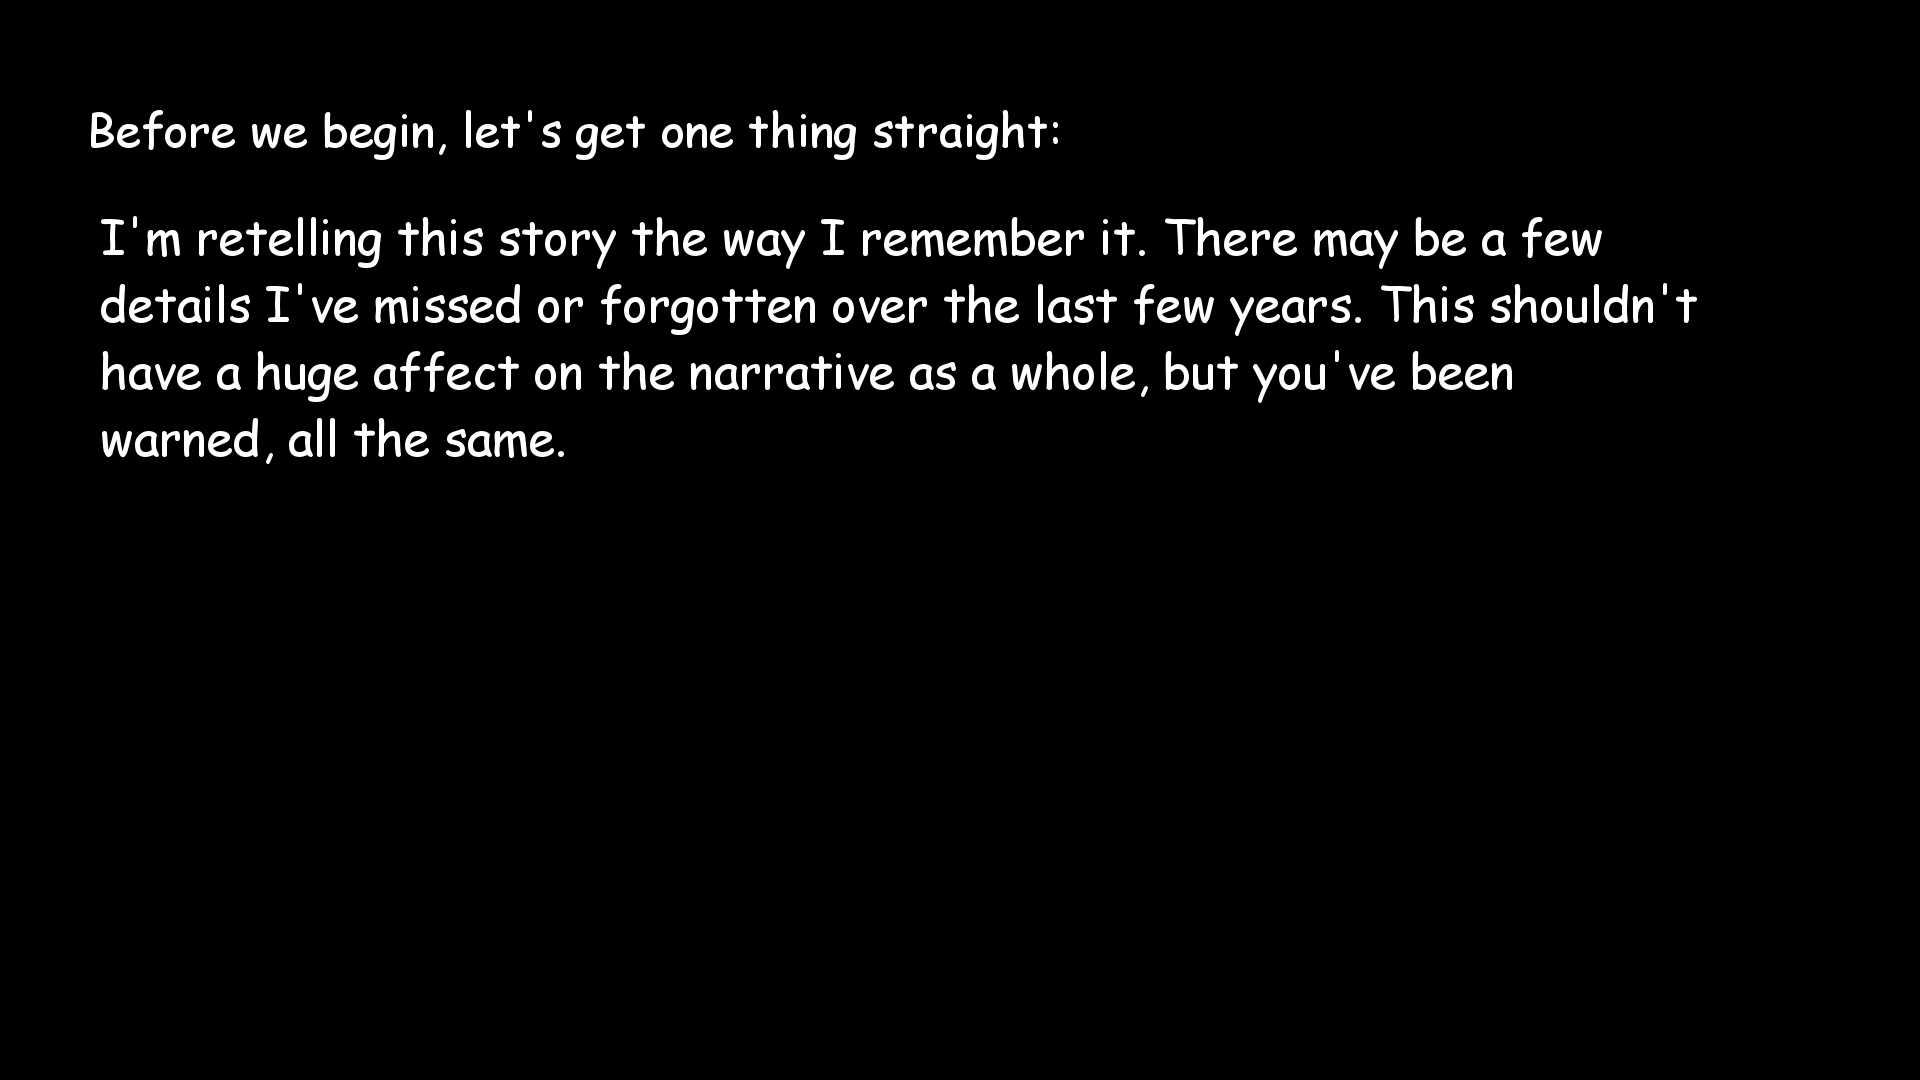 Before we begin, let's get one thing straight:
I'm retelling this story the way I remember it. There may be a few
details I've missed or forgotten over the last few years. This shouldn't
have a huge affect on the narrative as a whole, but you've been
warned, all the same.